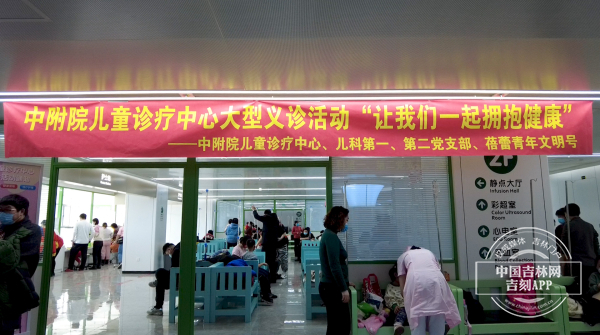 中附院儿童诊疗中心大型义诊活动“让我们一起拥抱健康”
——中附院儿童诊疗中心、儿科第一、第二党支部、蓓蕾青年文明号
2F
静点大厅
Infusion Hall
彩超室
Color Ultrasound
Room
心电室
中国吉林网
吉刻APP